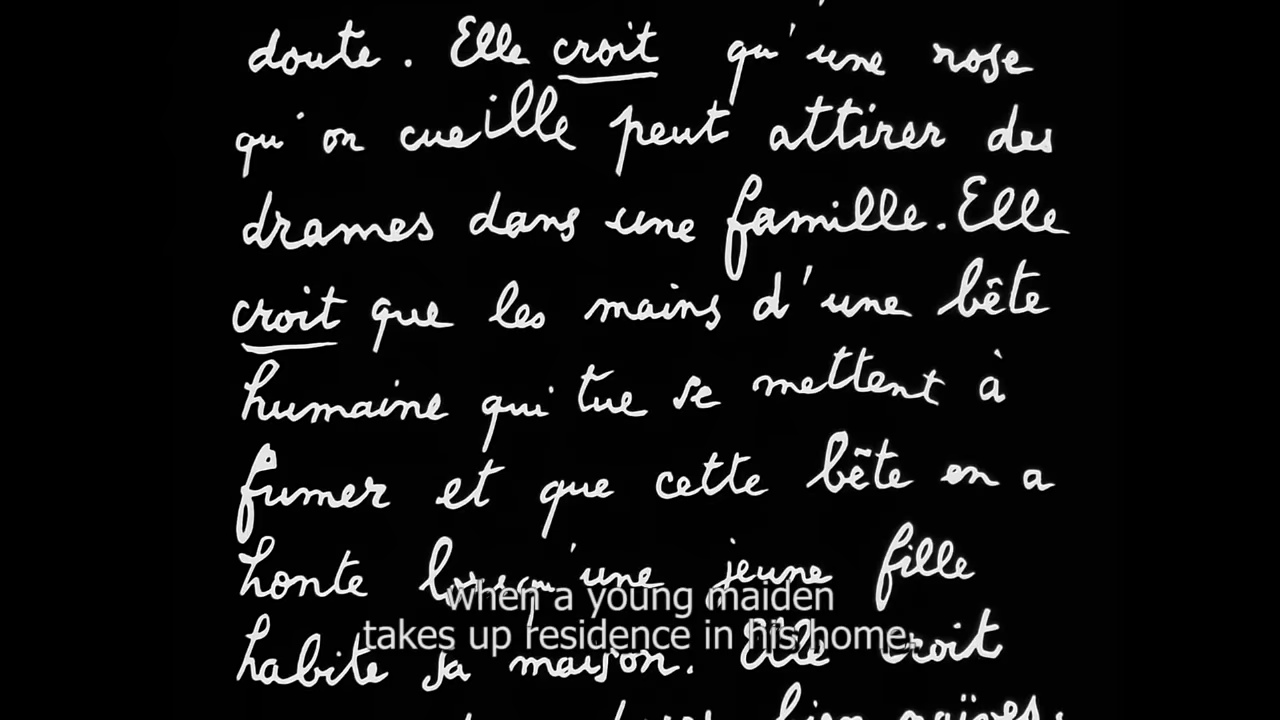 doute. Elle croit qu'une rose
qu'on cueille peut attirer des
drames dans une famille. Elle
croit que les mains d'une bête
humaine qui tue se mettent à
fumer et que cette bête en a
honte lorsqu'une jeune fille
when a young maiden
takes up residence in his home.
habite sa maison. Elle croit
bien naïves.